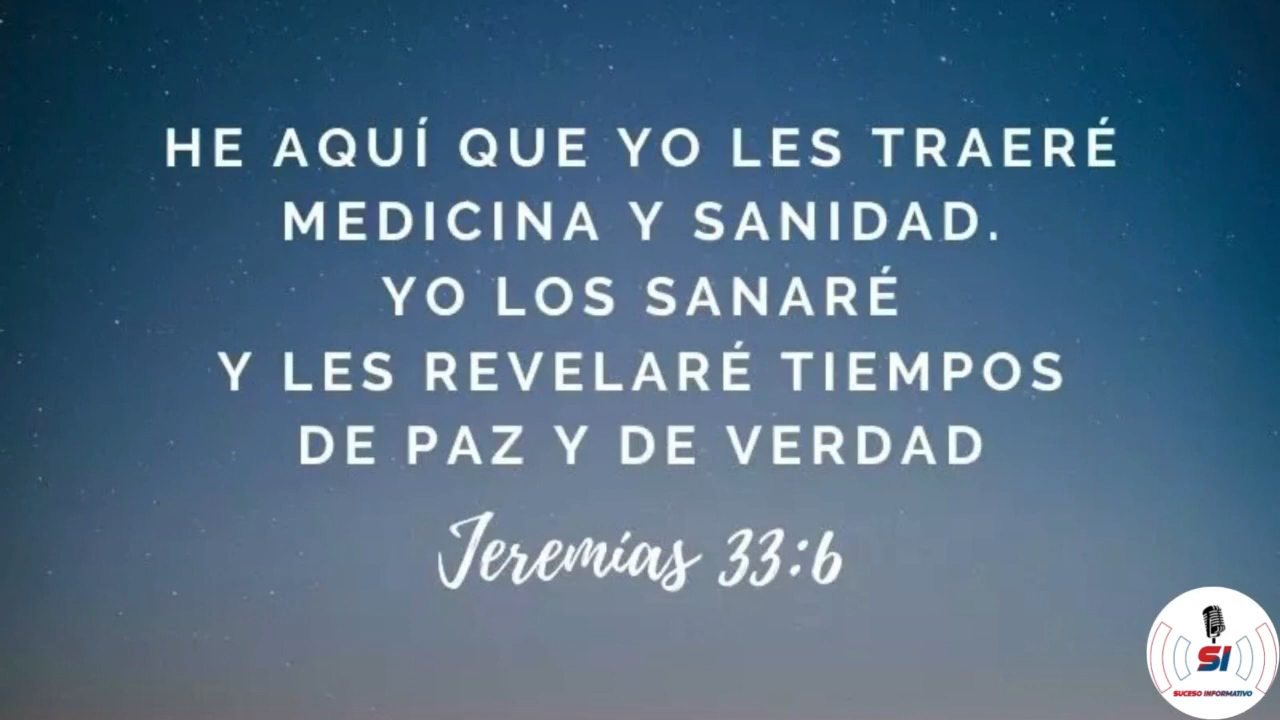 HE AQUÍ QUE YO LES TRAERÉ
MEDICINA Y SANIDAD.
YO LOS SANARÉ
Y LES REVELARÉ TIEMPOS
DE PAZ Y DE VERDAD
Jeremías 33:6
SI
SUCESO INFORMATIVO